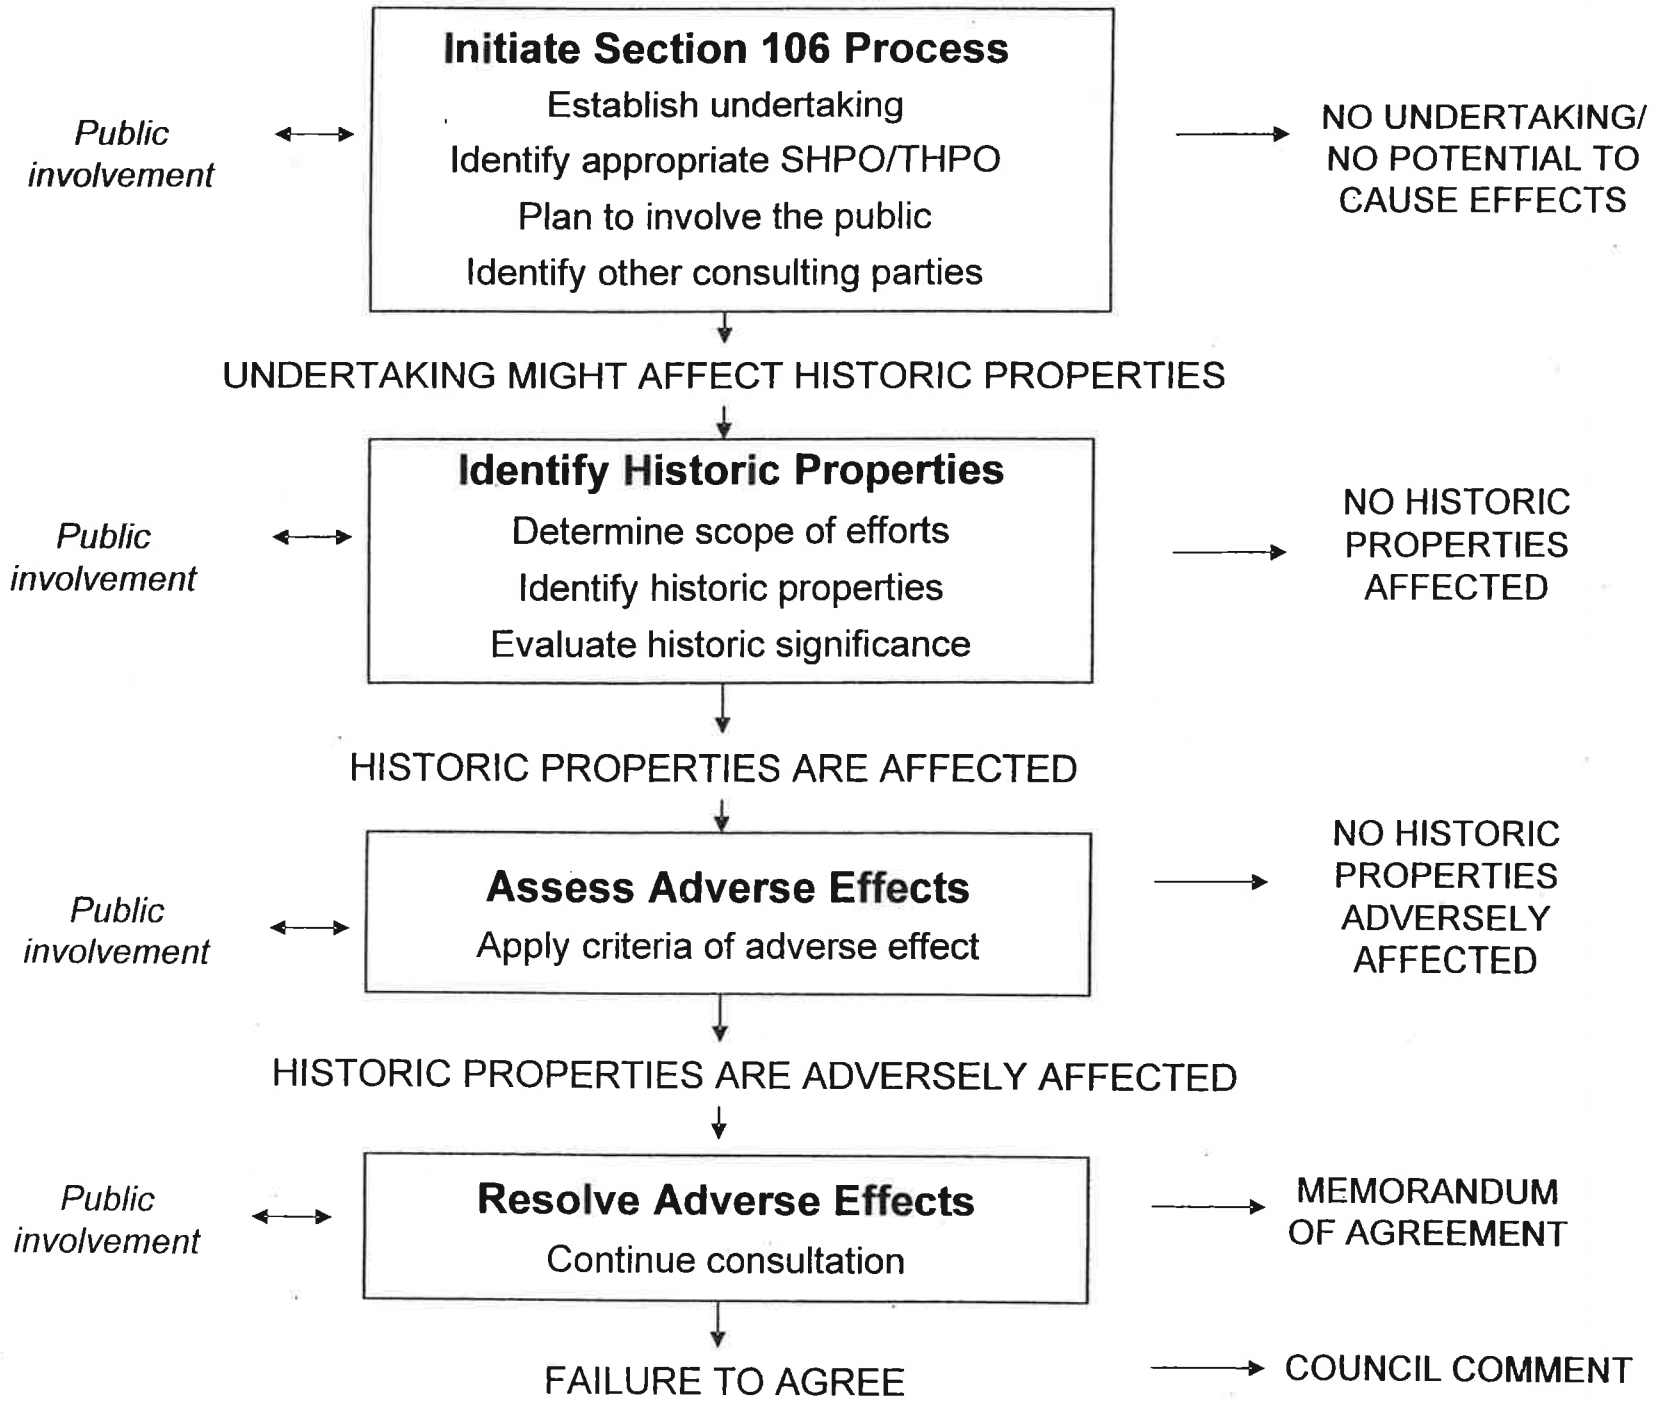 Initiate Section 106 Process
Establish undertaking
Identify appropriate SHPO/THPO
Plan to involve the public
Identify other consulting parties
Public
involvement
NO UNDERTAKING/
NO POTENTIAL TO
CAUSE EFFECTS
UNDERTAKING MIGHT AFFECT HISTORIC PROPERTIES
Identify Historic Properties
Determine scope of efforts
Identify historic properties
Evaluate historic significance
Public
involvement
NO HISTORIC
PROPERTIES
AFFECTED
HISTORIC PROPERTIES ARE AFFECTED
Assess Adverse Effects
Apply criteria of adverse effect
Public
involvement
NO HISTORIC
PROPERTIES
ADVERSELY
AFFECTED
HISTORIC PROPERTIES ARE ADVERSELY AFFECTED
Resolve Adverse Effects
Continue consultation
Public
involvement
MEMORANDUM
OF AGREEMENT
FAILURE TO AGREE
COUNCIL COMMENT